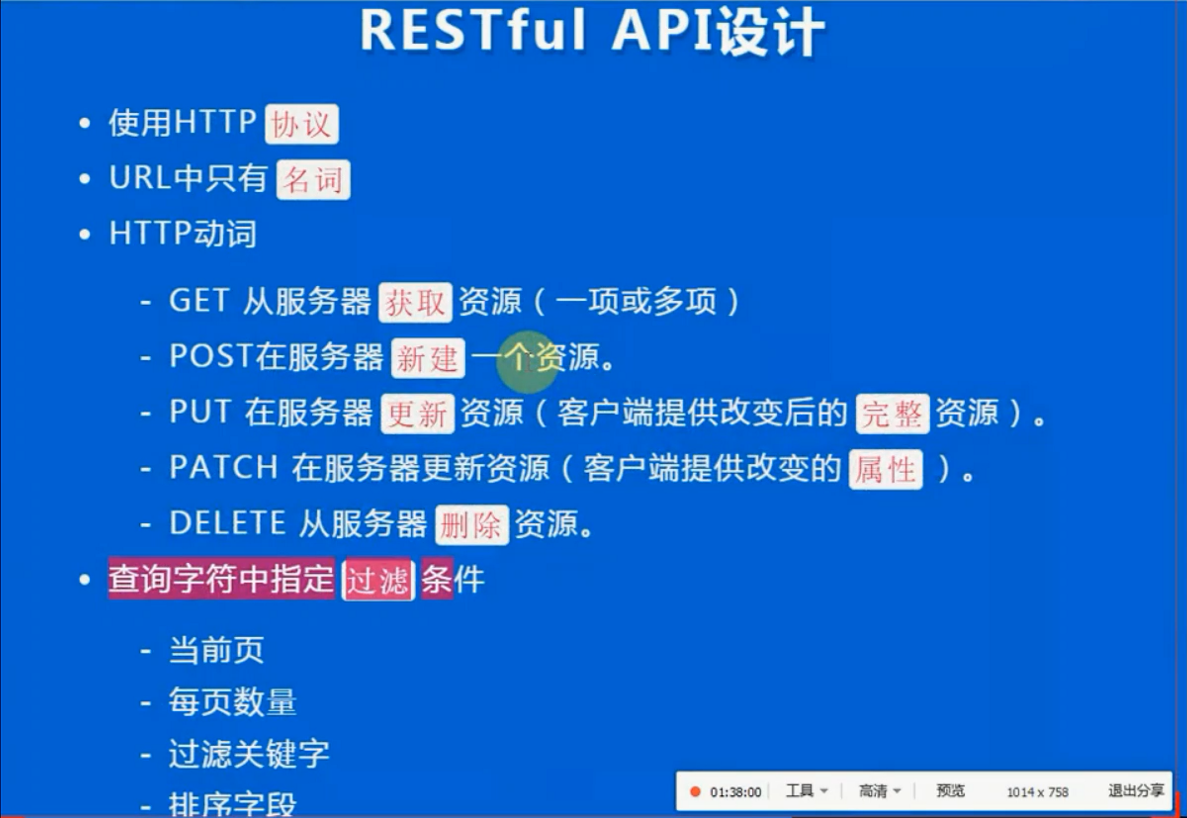 RESTful API设计
• 使用HTTP 协议
• URL中只有 名词
• HTTP动词
- GET 从服务器 获取 资源（一项或多项）
- POST在服务器 新建 一个资源。
- PUT 在服务器 更新 资源（客户端提供改变后的 完整 资源）。
- PATCH 在服务器更新资源（客户端提供改变的 属性 ）。
- DELETE 从服务器 删除 资源。
• 查询字符中指定 过滤 条件
- 当前页
- 每页数量
- 过滤关键字
- 排序字段
01:38:00 工具 高清 预览 1014 x 758 退出分享